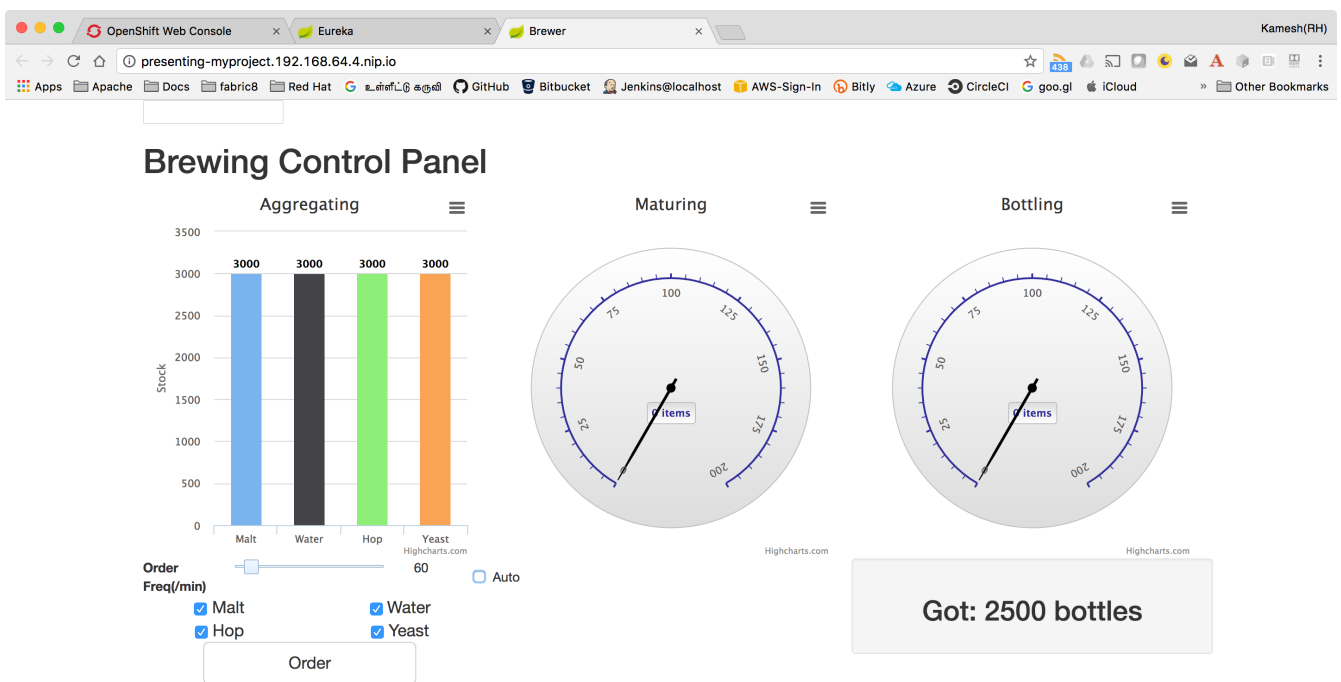 OpenShift Web Console
Eureka
Brewer
Kamesh(RH)
presenting-myproject.192.168.64.4.nip.io
438
Apps Apache Docs fabric8 Red Hat உள்ளீட்டு கருவி GitHub Bitbucket Jenkins@localhost AWS-Sign-In Bitly Azure CircleCI goo.gl iCloud » Other Bookmarks
Brewing Control Panel
Aggregating
Stock
3500
3000
2500
2000
1500
1000
500
0
3000 3000 3000 3000
Malt Water Hop Yeast
Highcharts.com
Maturing
0 25 50 75 100 125 150 175 200
0 items
Highcharts.com
Bottling
0 25 50 75 100 125 150 175 200
0 items
Highcharts.com
Order
Freq(/min)
60
Auto
Malt Water
Hop Yeast
Order
Got: 2500 bottles